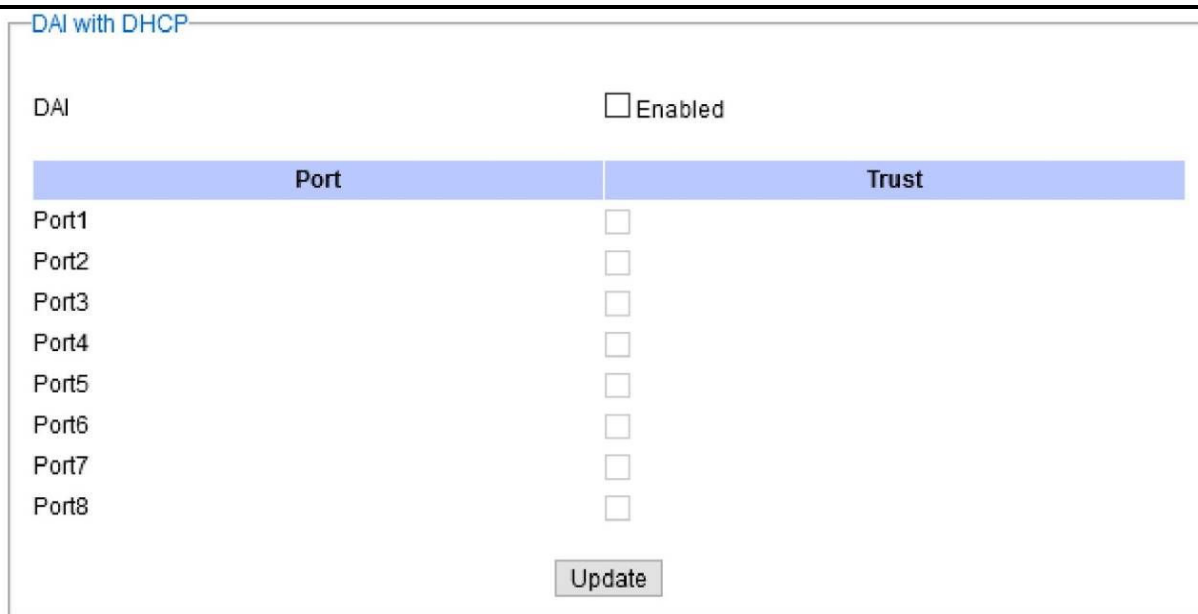 DAI with DHCP
DAI Enabled
Port Trust
Port1
Port2
Port3
Port4
Port5
Port6
Port7
Port8
Update